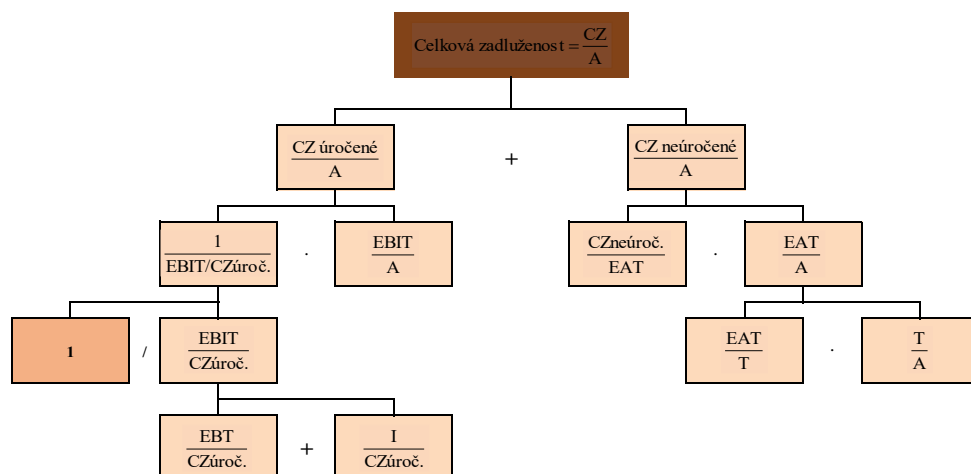 Celková zadluženost = CZ/A
CZ úročené/A + CZ neúročené/A
1/EBIT/CZúroč. · EBIT/A CZneúroč./EAT · EAT/A
1 / EBIT/CZúroč. EAT/T · T/A
EBT/CZúroč. + I/CZúroč.